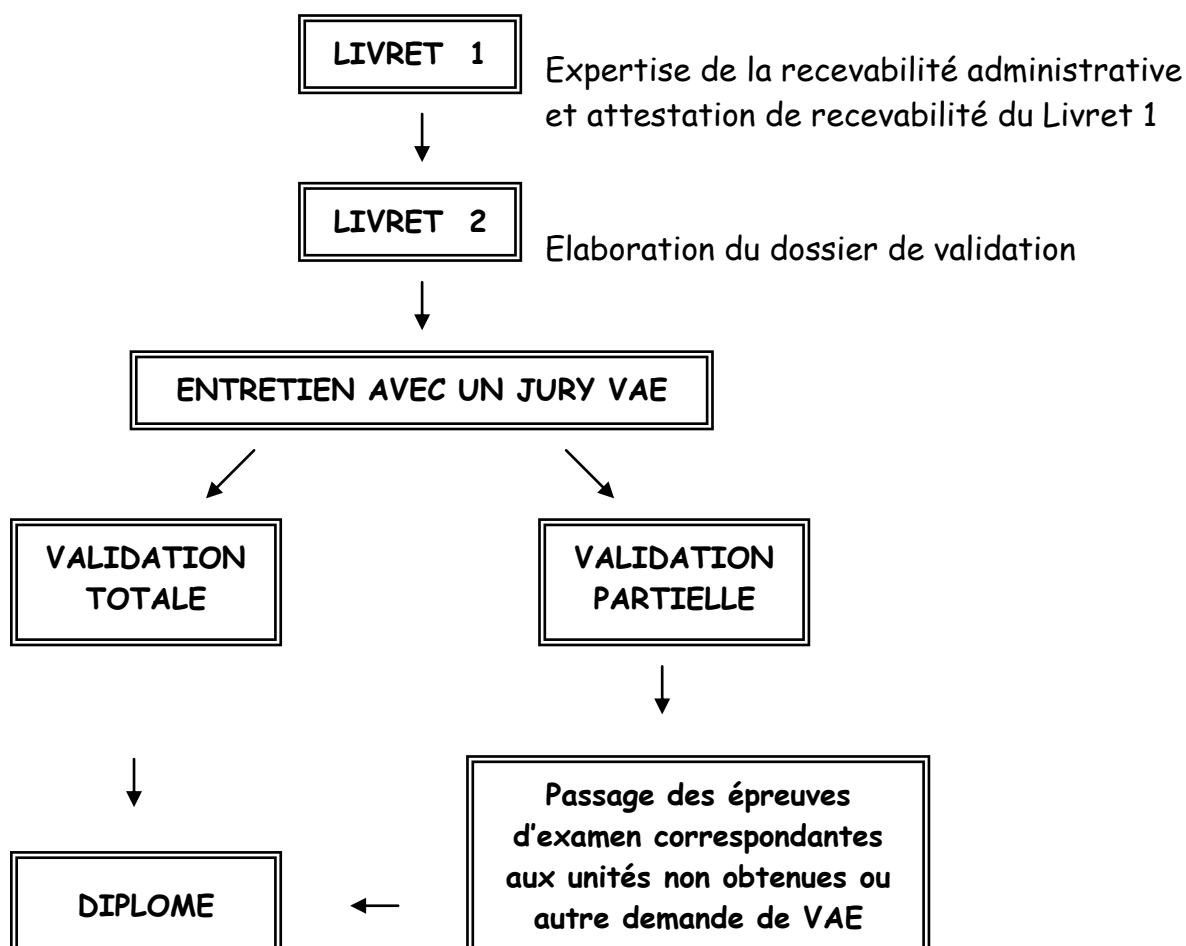 LIVRET 1
Expertise de la recevabilité administrative
et attestation de recevabilité du Livret 1
LIVRET 2
Elaboration du dossier de validation
ENTRETIEN AVEC UN JURY VAE
VALIDATION
TOTALE
VALIDATION
PARTIELLE
Passage des épreuves
d'examen correspondantes
aux unités non obtenues ou
autre demande de VAE
DIPLOME